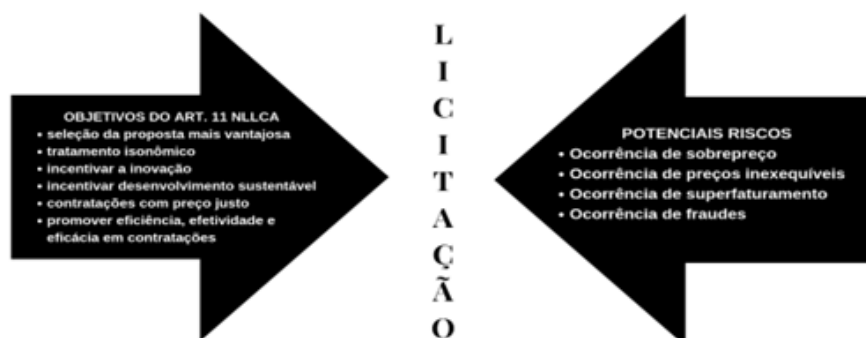 OBJETIVOS DO ART. 11 NLLCA
• seleção da proposta mais vantajosa
• tratamento isonômico
• incentivar a inovação
• incentivar desenvolvimento sustentável
• contratações com preço justo
• promover eficiência, efetividade e
eficácia em contratações
L
I
C
I
T
A
Ç
Ã
O
POTENCIAIS RISCOS
• Ocorrência de sobrepreço
• Ocorrência de preços inexequíveis
• Ocorrência de superfaturamento
• Ocorrência de fraudes